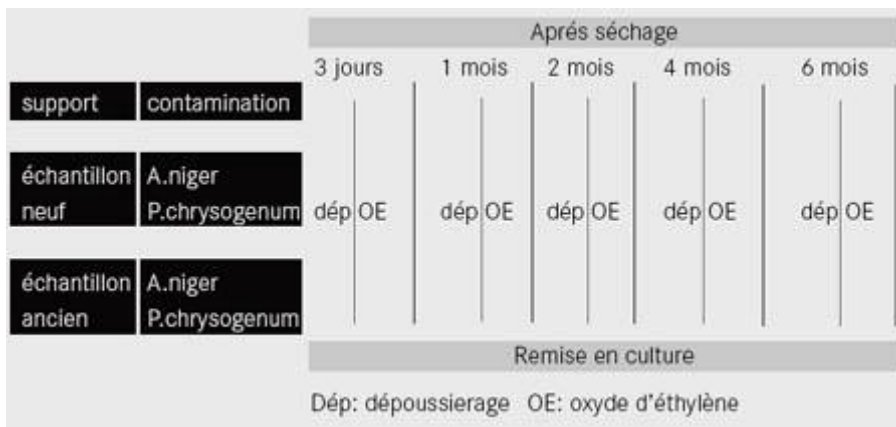 Aprés séchage
3 jours 1 mois 2 mois 4 mois 6 mois
support contamination
échantillon A.niger
neuf P.chrysogenum dép OE dép OE dép OE dép OE dép OE
échantillon A.niger
ancien P.chrysogenum
Remise en culture
Dép: dépoussierage OE: oxyde d'éthylène